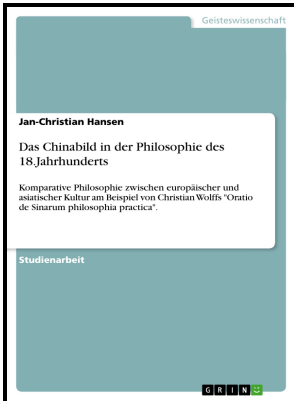 Geisteswissenschaft
Jan-Christian Hansen
Das Chinabild in der Philosophie des
18.Jahrhunderts
Komparative Philosophie zwischen europäischer und
asiatischer Kultur am Beispiel von Christian Wolffs "Oratio
de Sinarum philosophia practica".
Studienarbeit
GRIN